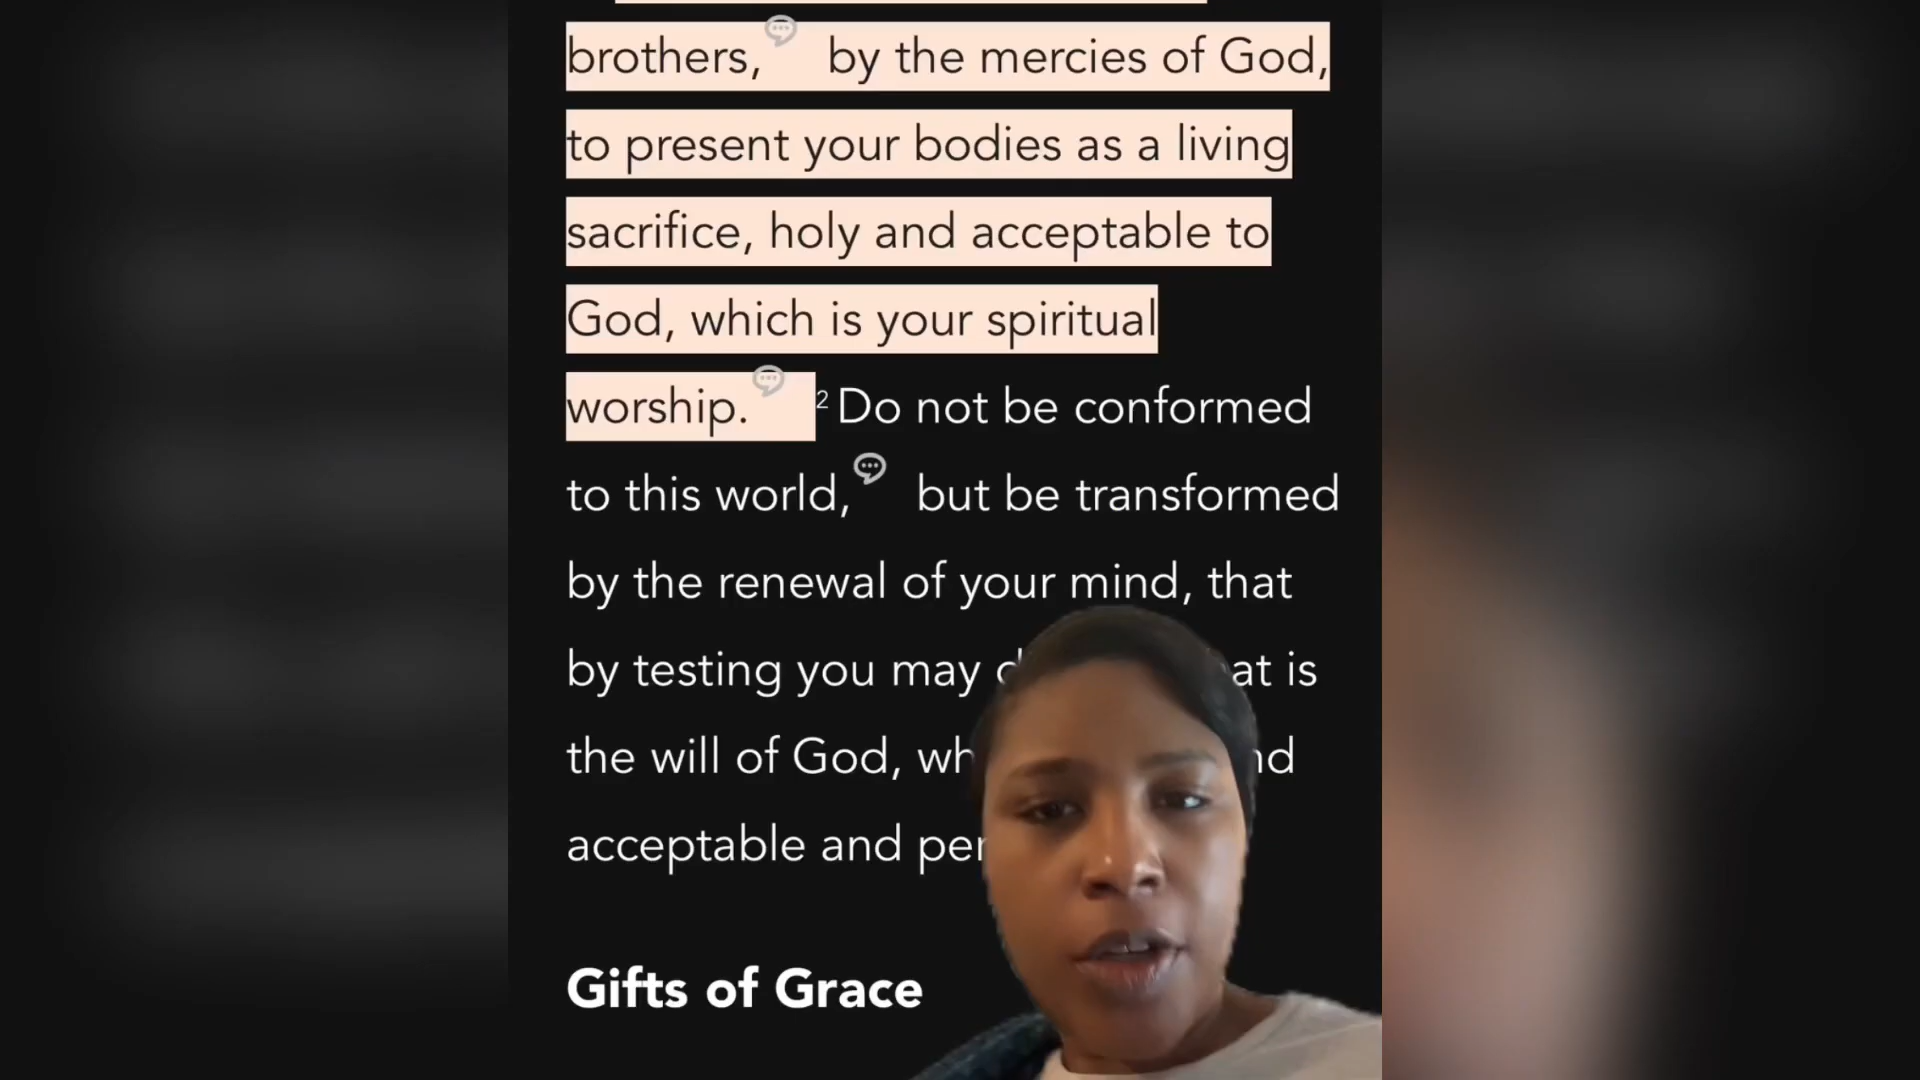 brothers, by the mercies of God,
to present your bodies as a living
sacrifice, holy and acceptable to
God, which is your spiritual
worship. 2 Do not be conformed
to this world, but be transformed
by the renewal of your mind, that
by testing you may is
the will of God,
acceptable and
Gifts of Grace